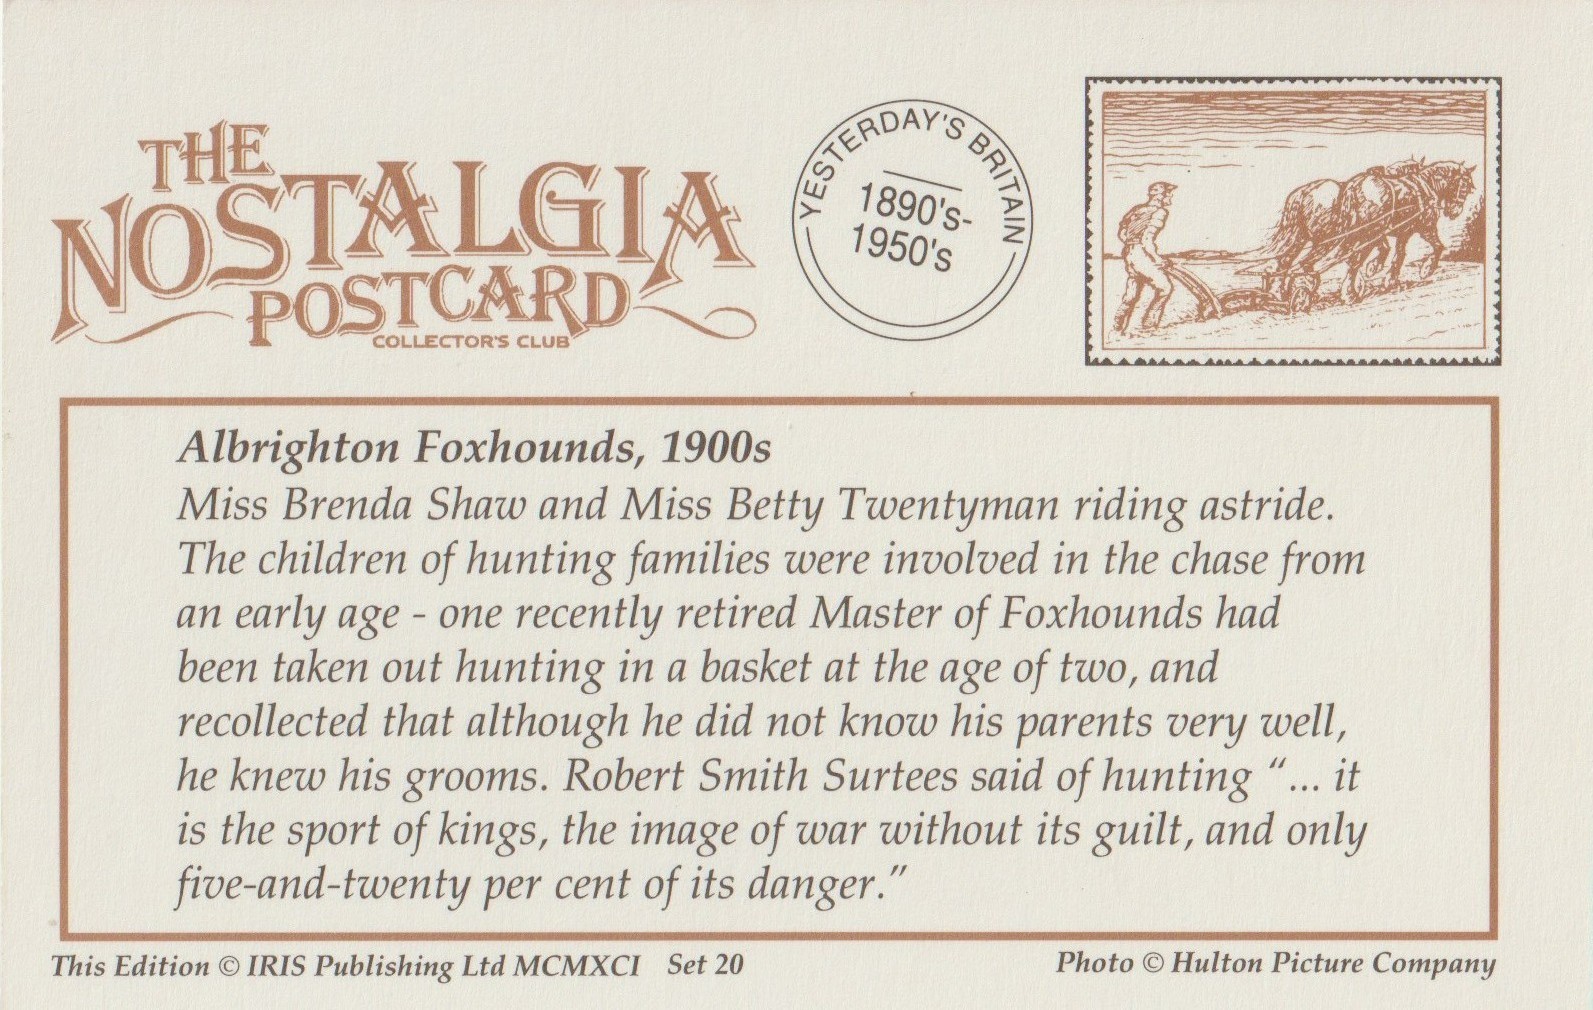 THE
NOSTALGIA
POSTCARD
COLLECTOR'S CLUB
YESTERDAY'S BRITAIN
1890's-
1950's
Albrighton Foxhounds, 1900s
Miss Brenda Shaw and Miss Betty Twentyman riding astride.
The children of hunting families were involved in the chase from
an early age - one recently retired Master of Foxhounds had
been taken out hunting in a basket at the age of two, and
recollected that although he did not know his parents very well,
he knew his grooms. Robert Smith Surtees said of hunting “... it
is the sport of kings, the image of war without its guilt, and only
five-and-twenty per cent of its danger.”
This Edition © IRIS Publishing Ltd MCMXCI Set 20
Photo © Hulton Picture Company